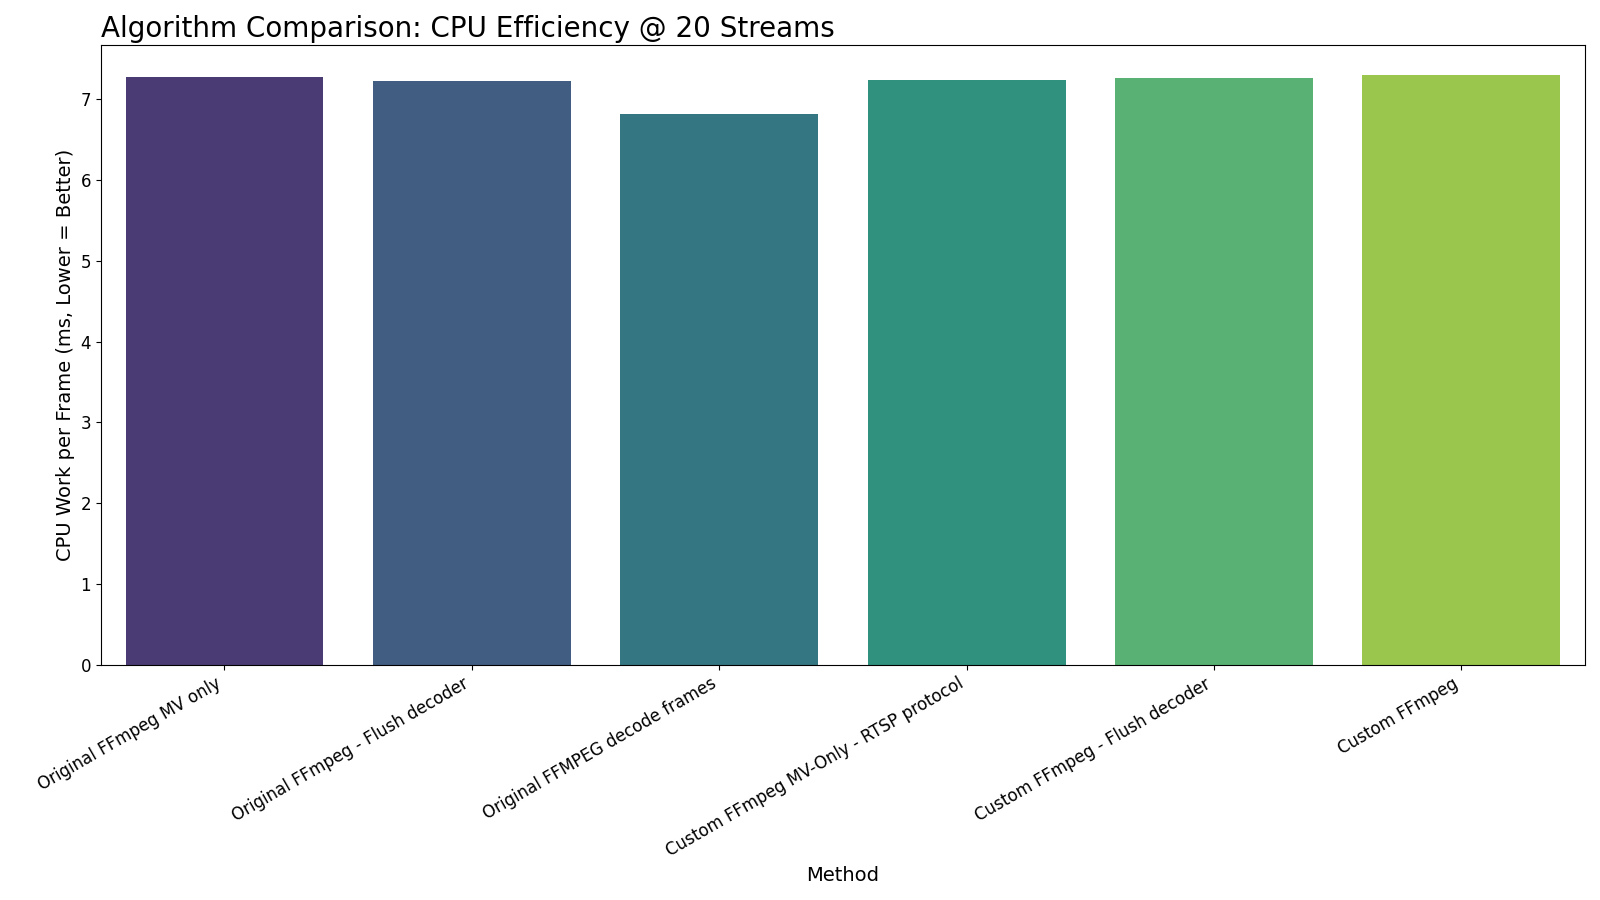 Algorithm Comparison: CPU Efficiency @ 20 Streams
CPU Work per Frame (ms, Lower = Better)
7
6
5
4
3
2
1
0
Original FFmpeg MV only
Original FFmpeg - Flush decoder
Original FFMPEG decode frames
Custom FFmpeg MV-Only - RTSP protocol
Custom FFmpeg - Flush decoder
Custom FFmpeg
Method